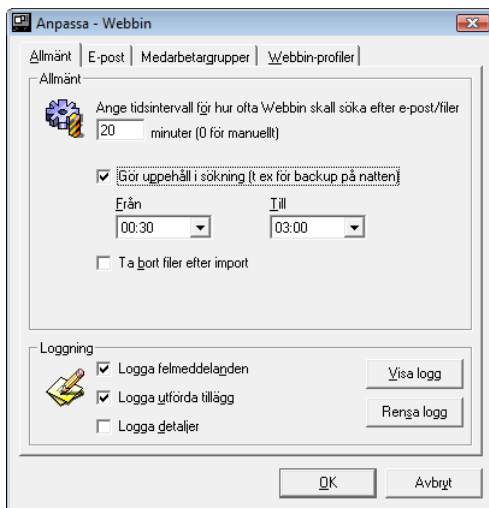 Anpassa - Webbin
Allmänt E-post Medarbetargrupper Webbin-profiler
Allmänt
Ange tidsintervall för hur ofta Webbin skall söka efter e-post/filer
20 minuter (0 för manuellt)
Gör uppehåll i sökning (t ex för backup på natten)
Från Till
00:30 03:00
Ta bort filer efter import
Loggning
Logga felmeddelanden Visa logg
Logga utförda tillägg
Rensa logg
Logga detaljer
OK Avbryt